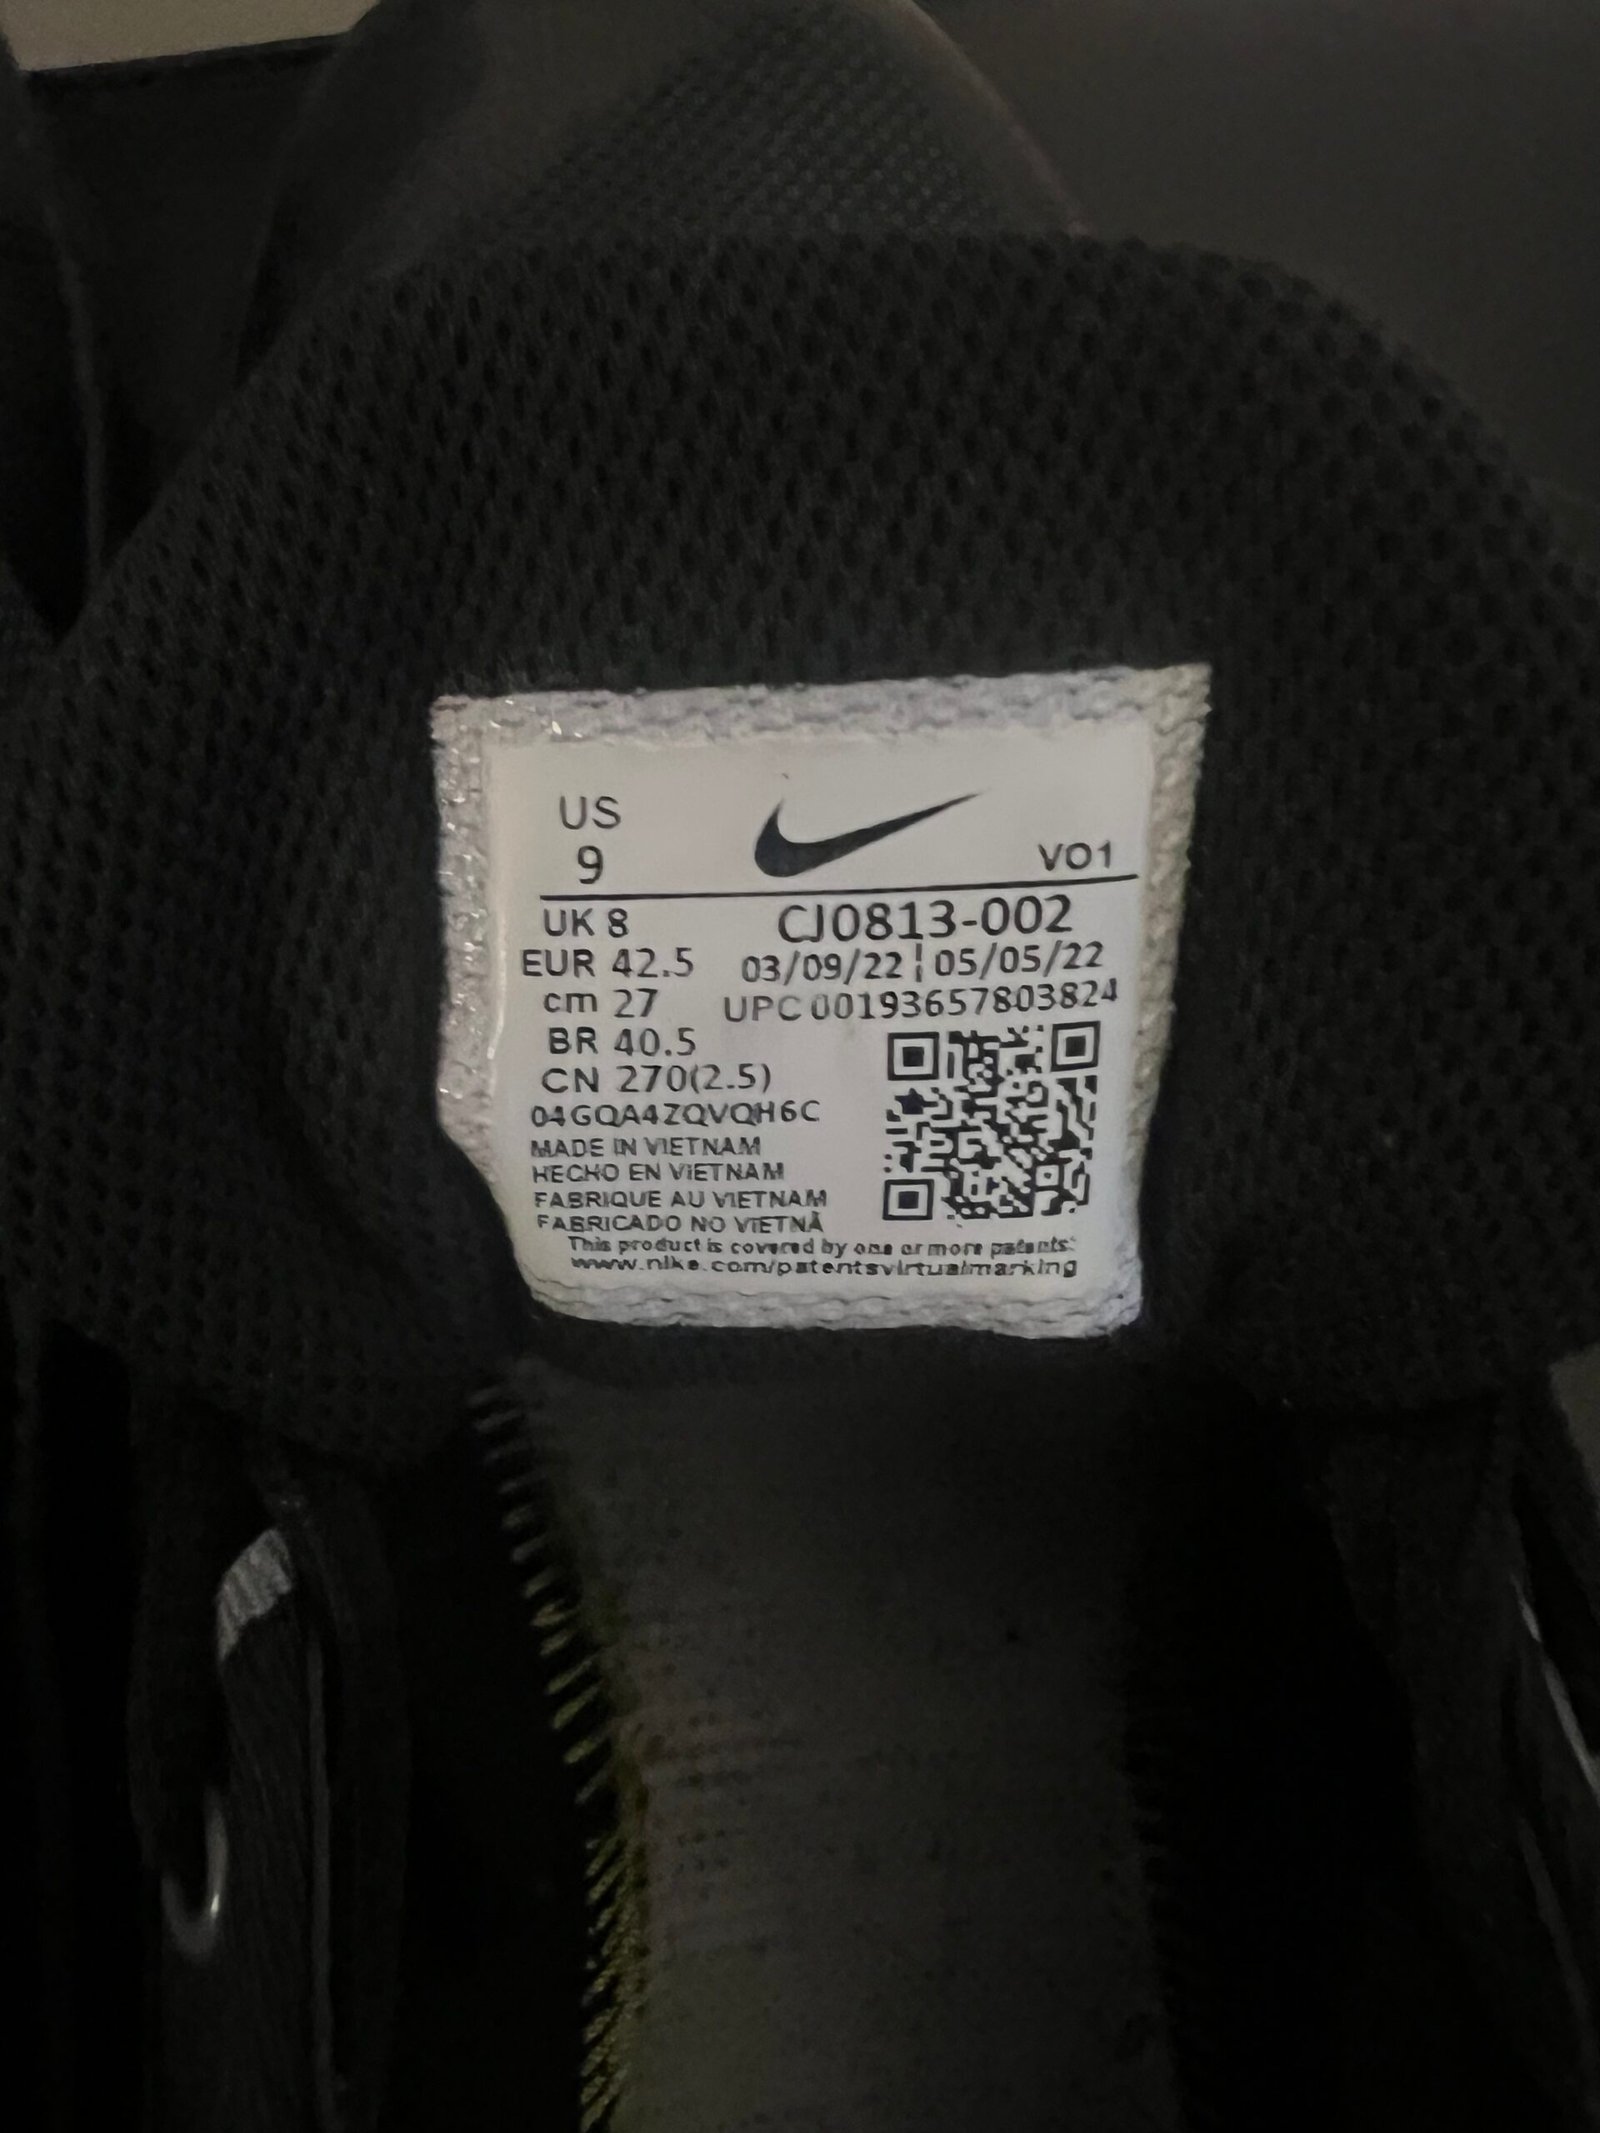 US
9
VO1
UK 8 CJ0813-002
EUR 42.5 03/09/22 ¦ 05/05/22
cm 27 UPC 00193657803824
BR 40.5
CN 270(2.5)
04GQA4ZQVQH6C
MADE IN VIETNAM
HECHO EN VIETNAM
FABRIQUE AU VIETNAM
FABRICADO NO VIETNÃ
This product is covered by one or more patents:
www.nike.com/patentsvirtualmarking